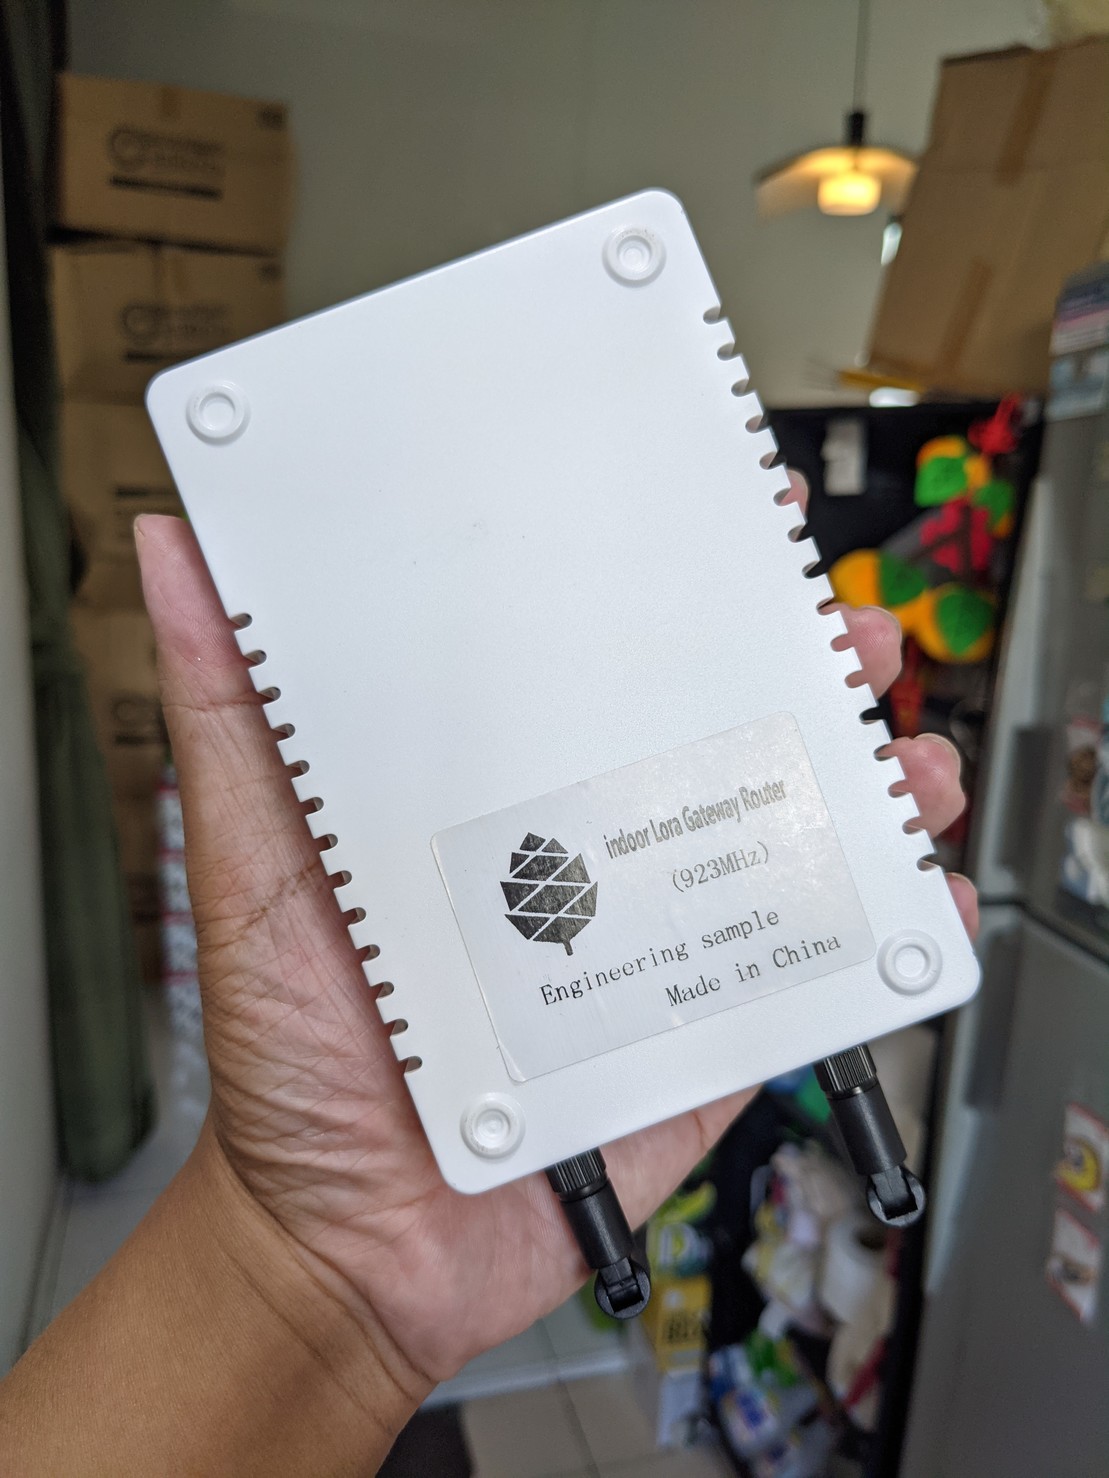 indoor Lora Gateway Router
(923MHz)
Engineering sample
Made in China